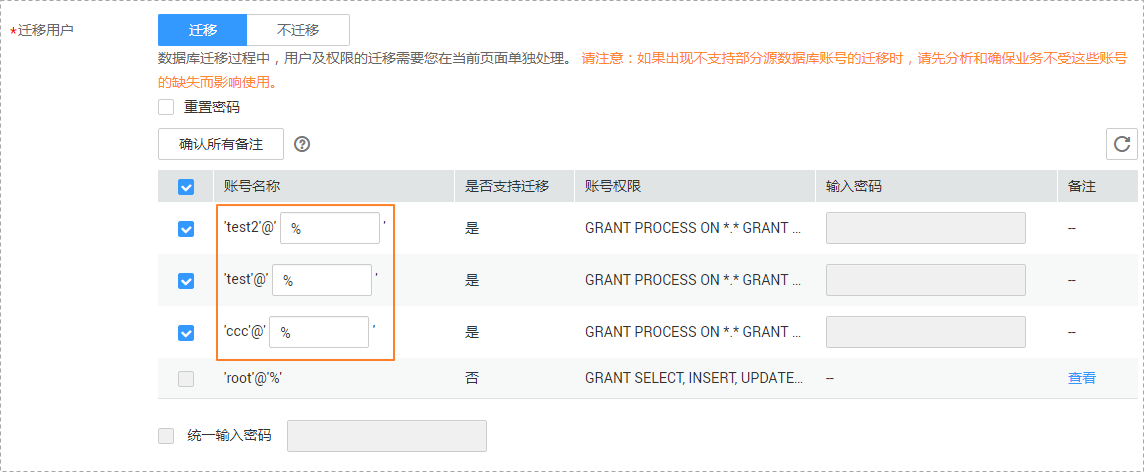 *迁移用户 迁移 不迁移
数据库迁移过程中，用户及权限的迁移需要您在当前页面单独处理。 请注意：如果出现不支持部分源数据库账号的迁移时，请先分析和确保业务不受这些账号
的缺失而影响使用。
重置密码
确认所有备注 ?
账号名称 是否支持迁移 账号权限 输入密码 备注
'test2'@' % ' 是 GRANT PROCESS ON *.* GRANT ... --
'test'@' % ' 是 GRANT PROCESS ON *.* GRANT ... --
'ccc'@' % ' 是 GRANT PROCESS ON *.* GRANT ... --
'root'@'%' 否 GRANT SELECT, INSERT, UPDATE... -- 查看
统一输入密码